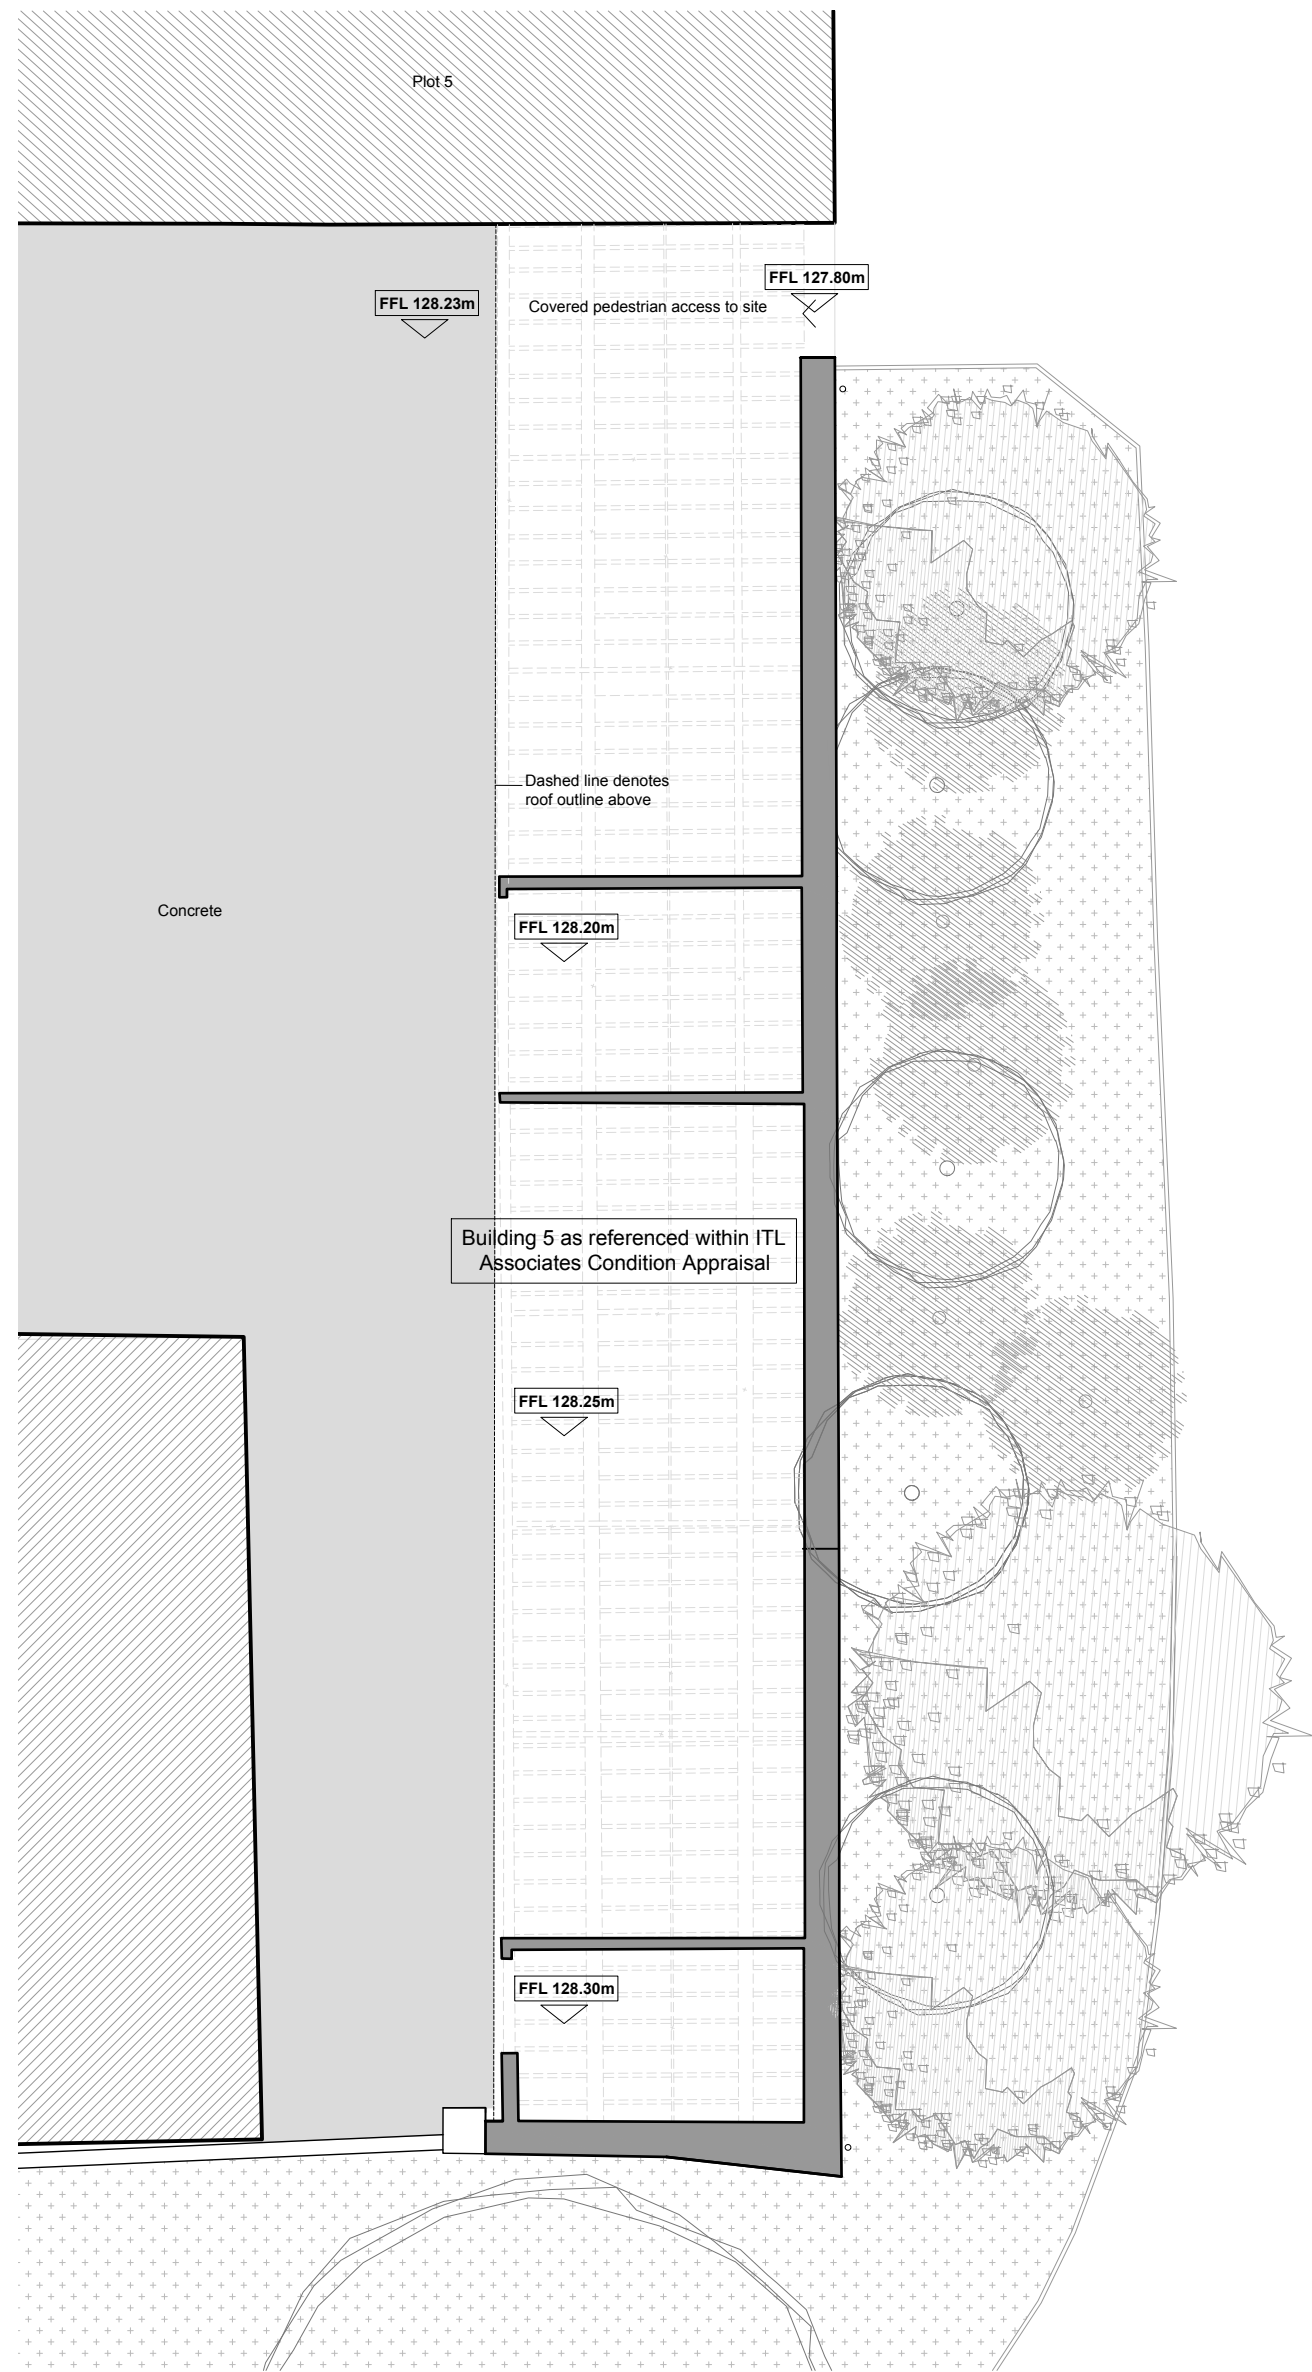 Plot 5
FFL 127.80m
FFL 128.23m
Covered pedestrian access to site
Dashed line denotes
roof outline above
Concrete
FFL 128.20m
Building 5 as referenced within ITL
Associates Condition Appraisal
FFL 128.25m
FFL 128.30m